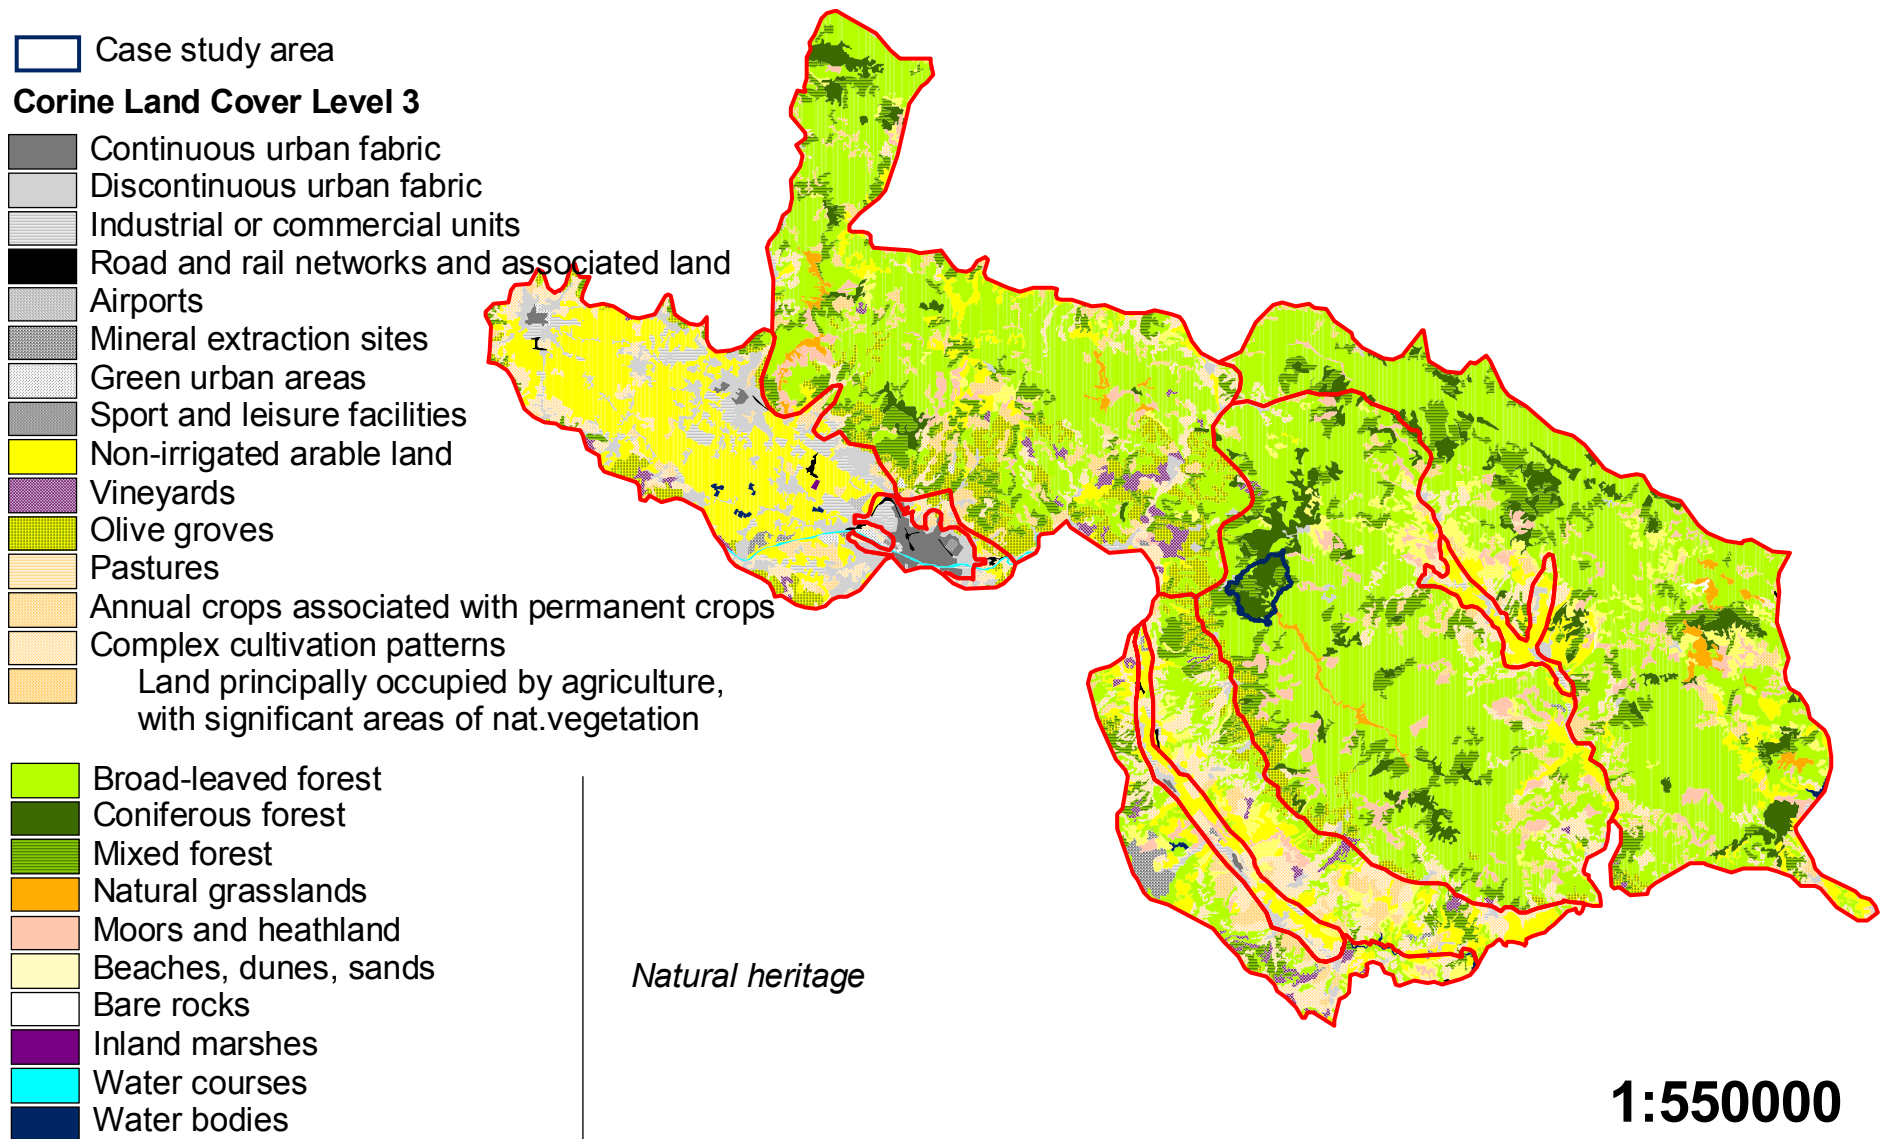 Case study area
Corine Land Cover Level 3
Continuous urban fabric
Discontinuous urban fabric
Industrial or commercial units
Road and rail networks and associated land
Airports
Mineral extraction sites
Green urban areas
Sport and leisure facilities
Non-irrigated arable land
Vineyards
Olive groves
Pastures
Annual crops associated with permanent crops
Complex cultivation patterns
Land principally occupied by agriculture,
with significant areas of nat.vegetation
Broad-leaved forest
Coniferous forest
Mixed forest
Natural grasslands
Moors and heathland
Beaches, dunes, sands
Bare rocks
Inland marshes
Water courses
Water bodies
Natural heritage
1:550000